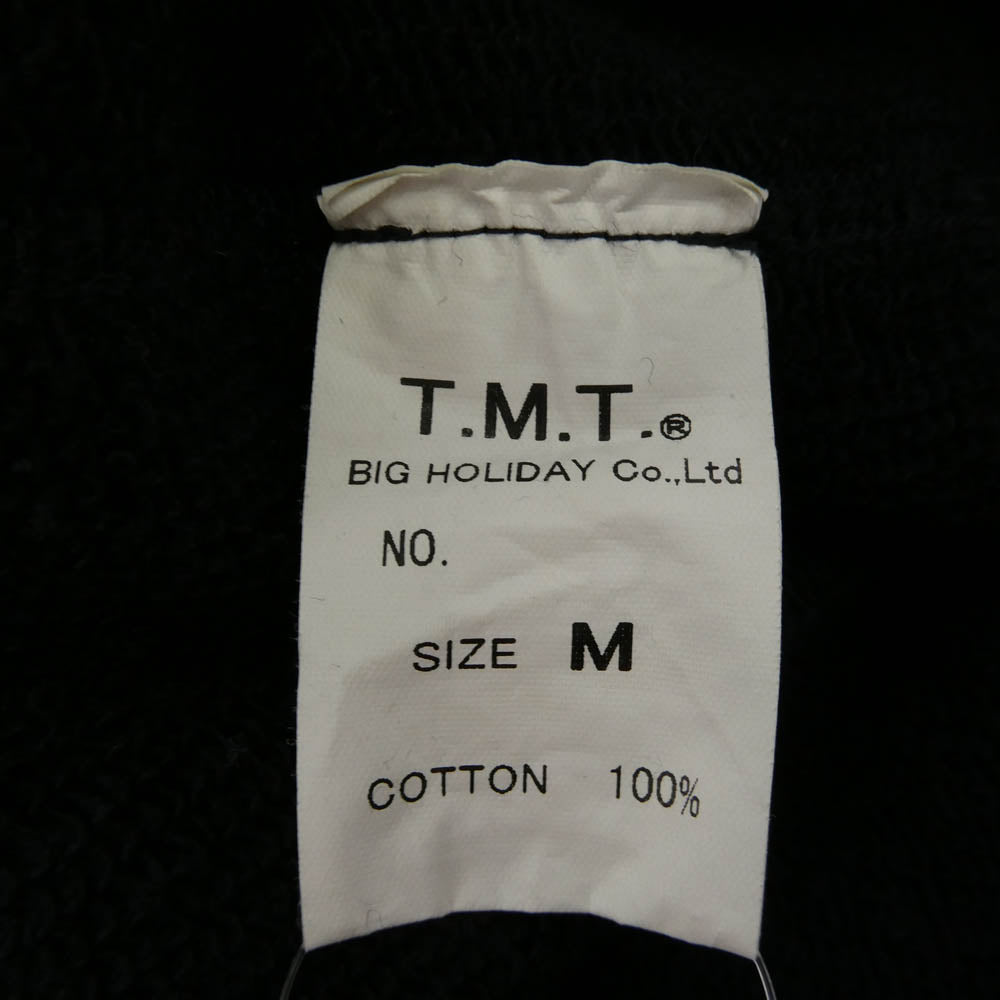 T.M.T.®
BIG HOLIDAY Co.,Ltd
NO.
SIZE M
COTTON 100%